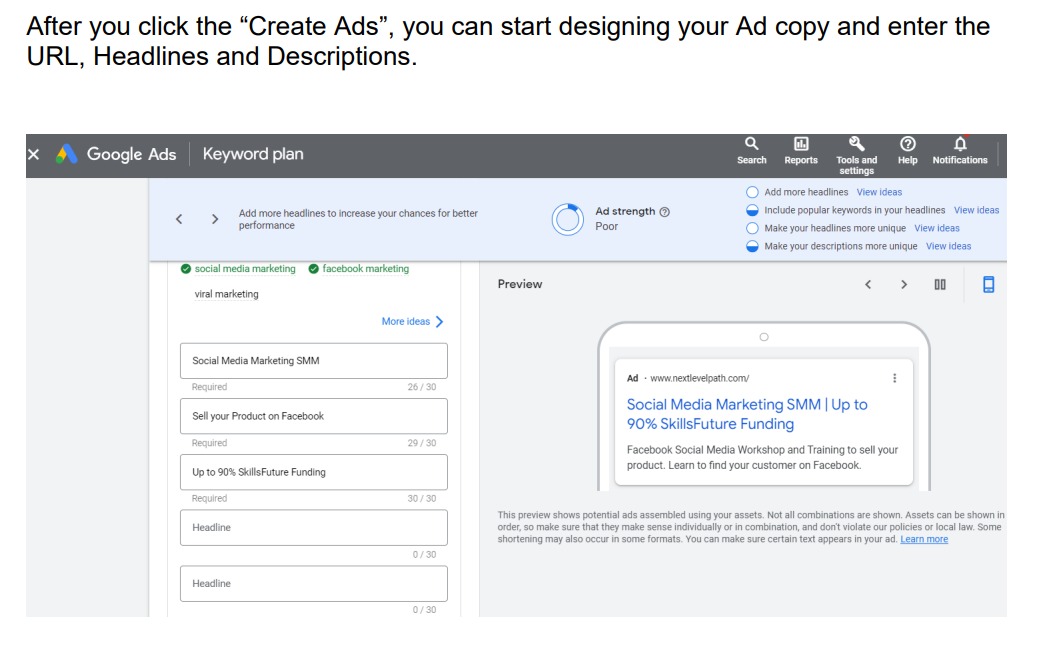 After you click the “Create Ads”, you can start designing your Ad copy and enter the
URL, Headlines and Descriptions.
Google Ads
Keyword plan
Search
Reports
Tools and
settings
Help
Notifications
Add more headlines to increase your chances for better
performance
Ad strength
Poor
Add more headlines View ideas
Include popular keywords in your headlines View ideas
Make your headlines more unique View ideas
Make your descriptions more unique View ideas
social media marketing
facebook marketing
viral marketing
More ideas
Social Media Marketing SMM
Required 26 / 30
Sell your Product on Facebook
Required 29 / 30
Up to 90% SkillsFuture Funding
Required 30 / 30
Headline
0 / 30
Headline
0 / 30
Preview
Ad · www.nextlevelpath.com/
Social Media Marketing SMM | Up to
90% SkillsFuture Funding
Facebook Social Media Workshop and Training to sell your
product. Learn to find your customer on Facebook.
This preview shows potential ads assembled using your assets. Not all combinations are shown. Assets can be shown in
order, so make sure that they make sense individually or in combination, and don't violate our policies or local law. Some
shortening may also occur in some formats. You can make sure certain text appears in your ad. Learn more